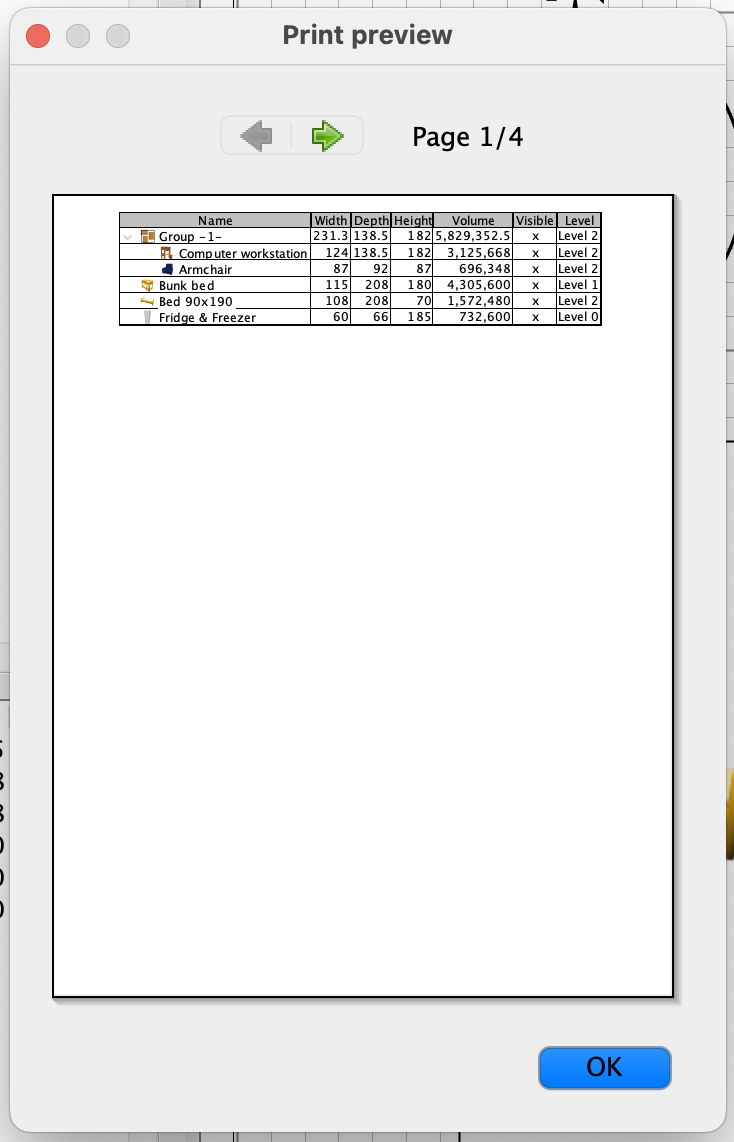 Print preview
Page 1/4
Name Width Depth Height Volume Visible Level
Group -1- 231.3 138.5 182 5,829,352.5 x Level 2
Computer workstation 124 138.5 182 3,125,668 x Level 2
Armchair 87 92 87 696,348 x Level 2
Bunk bed 115 208 180 4,305,600 x Level 1
Bed 90x190 108 208 70 1,572,480 x Level 2
Fridge & Freezer 60 66 185 732,600 x Level 0
OK